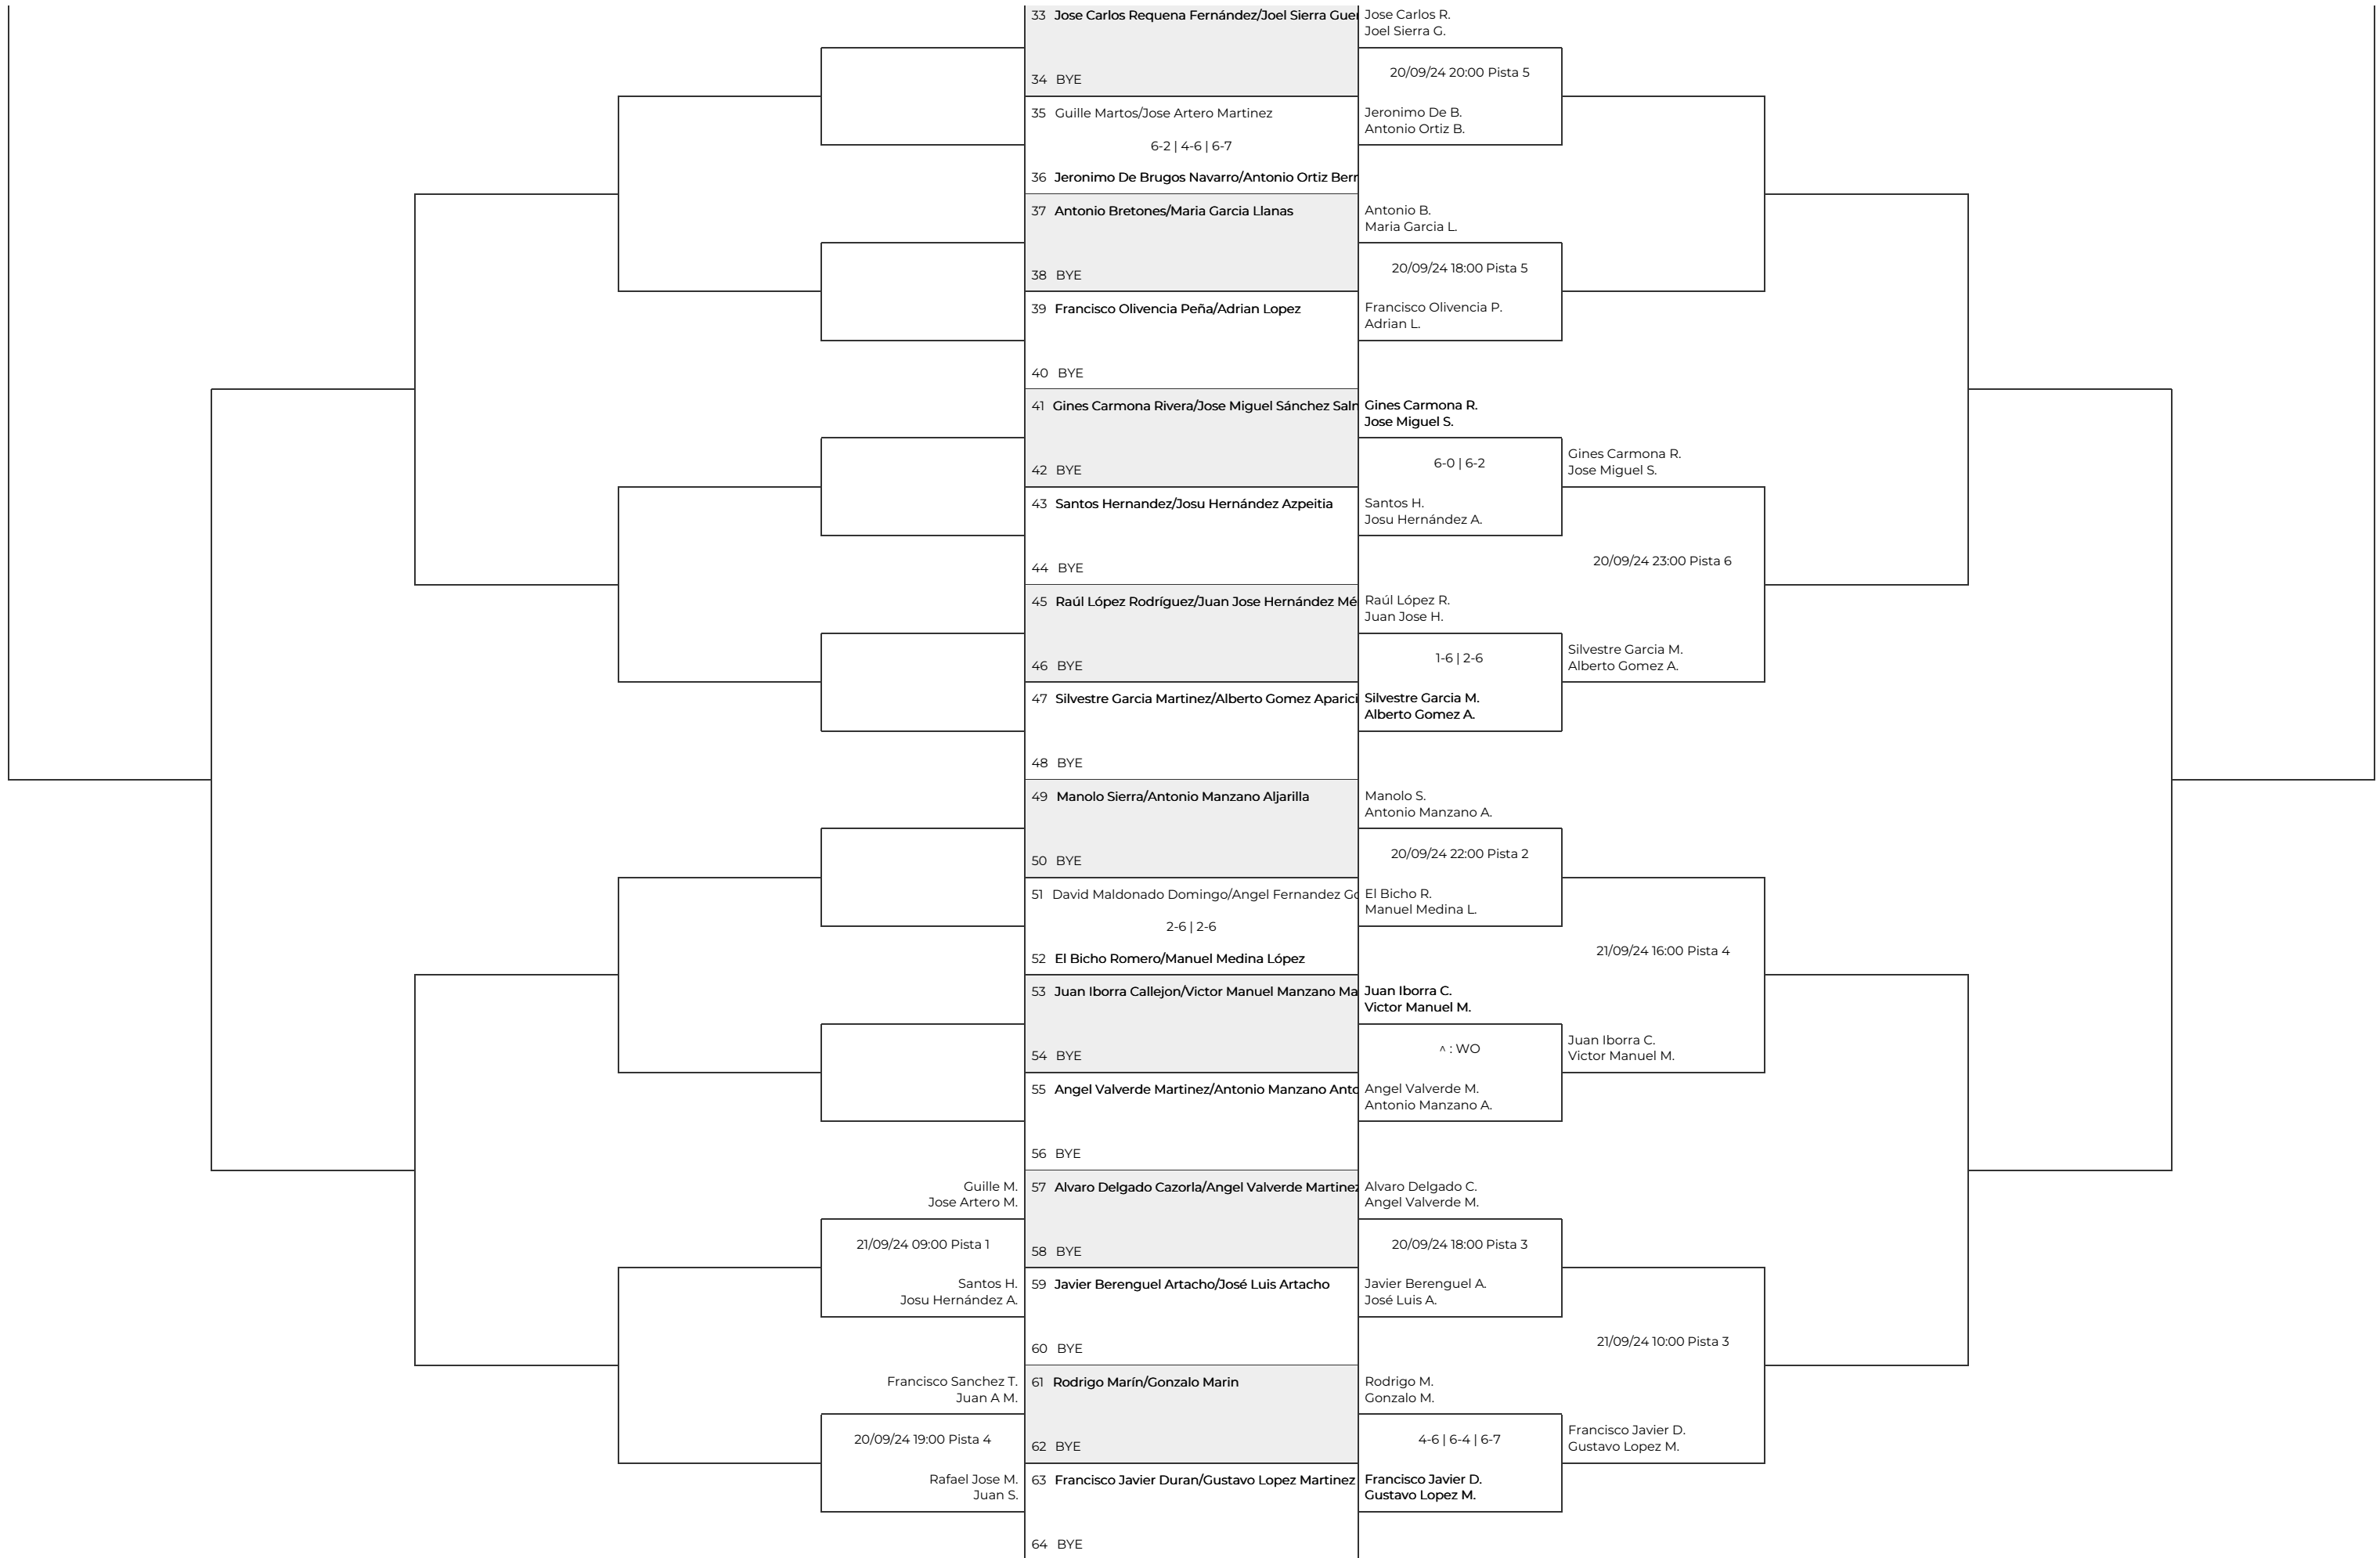 33 Jose Carlos Requena Fernández/Joel Sierra Gue
Jose Carlos R.
Joel Sierra G.
20/09/24 20:00 Pista 5
34 BYE
35 Guille Martos/Jose Artero Martinez
Jeronimo De B.
Antonio Ortiz B.
6-2 | 4-6 | 6-7
36 Jeronimo De Brugos Navarro/Antonio Ortiz Berr
37 Antonio Bretones/Maria Garcia Llanas
Antonio B.
Maria Garcia L.
20/09/24 18:00 Pista 5
38 BYE
39 Francisco Olivencia Peña/Adrian Lopez
Francisco Olivencia P.
Adrian L.
40 BYE
41 Gines Carmona Rivera/Jose Miguel Sánchez Saln
Gines Carmona R.
Jose Miguel S.
Gines Carmona R.
Jose Miguel S.
6-0 | 6-2
42 BYE
43 Santos Hernandez/Josu Hernández Azpeitia
Santos H.
Josu Hernández A.
20/09/24 23:00 Pista 6
44 BYE
45 Raúl López Rodríguez/Juan Jose Hernández Mé
Raúl López R.
Juan Jose H.
Silvestre Garcia M.
Alberto Gomez A.
1-6 | 2-6
46 BYE
47 Silvestre Garcia Martinez/Alberto Gomez Aparici
Silvestre Garcia M.
Alberto Gomez A.
48 BYE
49 Manolo Sierra/Antonio Manzano Aljarilla
Manolo S.
Antonio Manzano A.
20/09/24 22:00 Pista 2
50 BYE
51 David Maldonado Domingo/Angel Fernandez Go
El Bicho R.
Manuel Medina L.
2-6 | 2-6
21/09/24 16:00 Pista 4
52 El Bicho Romero/Manuel Medina López
53 Juan Iborra Callejon/Victor Manuel Manzano Ma
Juan Iborra C.
Victor Manuel M.
Juan Iborra C.
Victor Manuel M.
^ : WO
54 BYE
55 Angel Valverde Martinez/Antonio Manzano Anto
Angel Valverde M.
Antonio Manzano A.
56 BYE
Guille M.
Jose Artero M.
57 Alvaro Delgado Cazorla/Angel Valverde Martinez
Alvaro Delgado C.
Angel Valverde M.
21/09/24 09:00 Pista 1
20/09/24 18:00 Pista 3
58 BYE
Santos H.
Josu Hernández A.
59 Javier Berenguel Artacho/José Luis Artacho
Javier Berenguel A.
José Luis A.
21/09/24 10:00 Pista 3
60 BYE
Francisco Sanchez T.
Juan A M.
61 Rodrigo Marín/Gonzalo Marin
Rodrigo M.
Gonzalo M.
Francisco Javier D.
Gustavo Lopez M.
20/09/24 19:00 Pista 4
4-6 | 6-4 | 6-7
62 BYE
Rafael Jose M.
Juan S.
63 Francisco Javier Duran/Gustavo Lopez Martinez
Francisco Javier D.
Gustavo Lopez M.
64 BYE